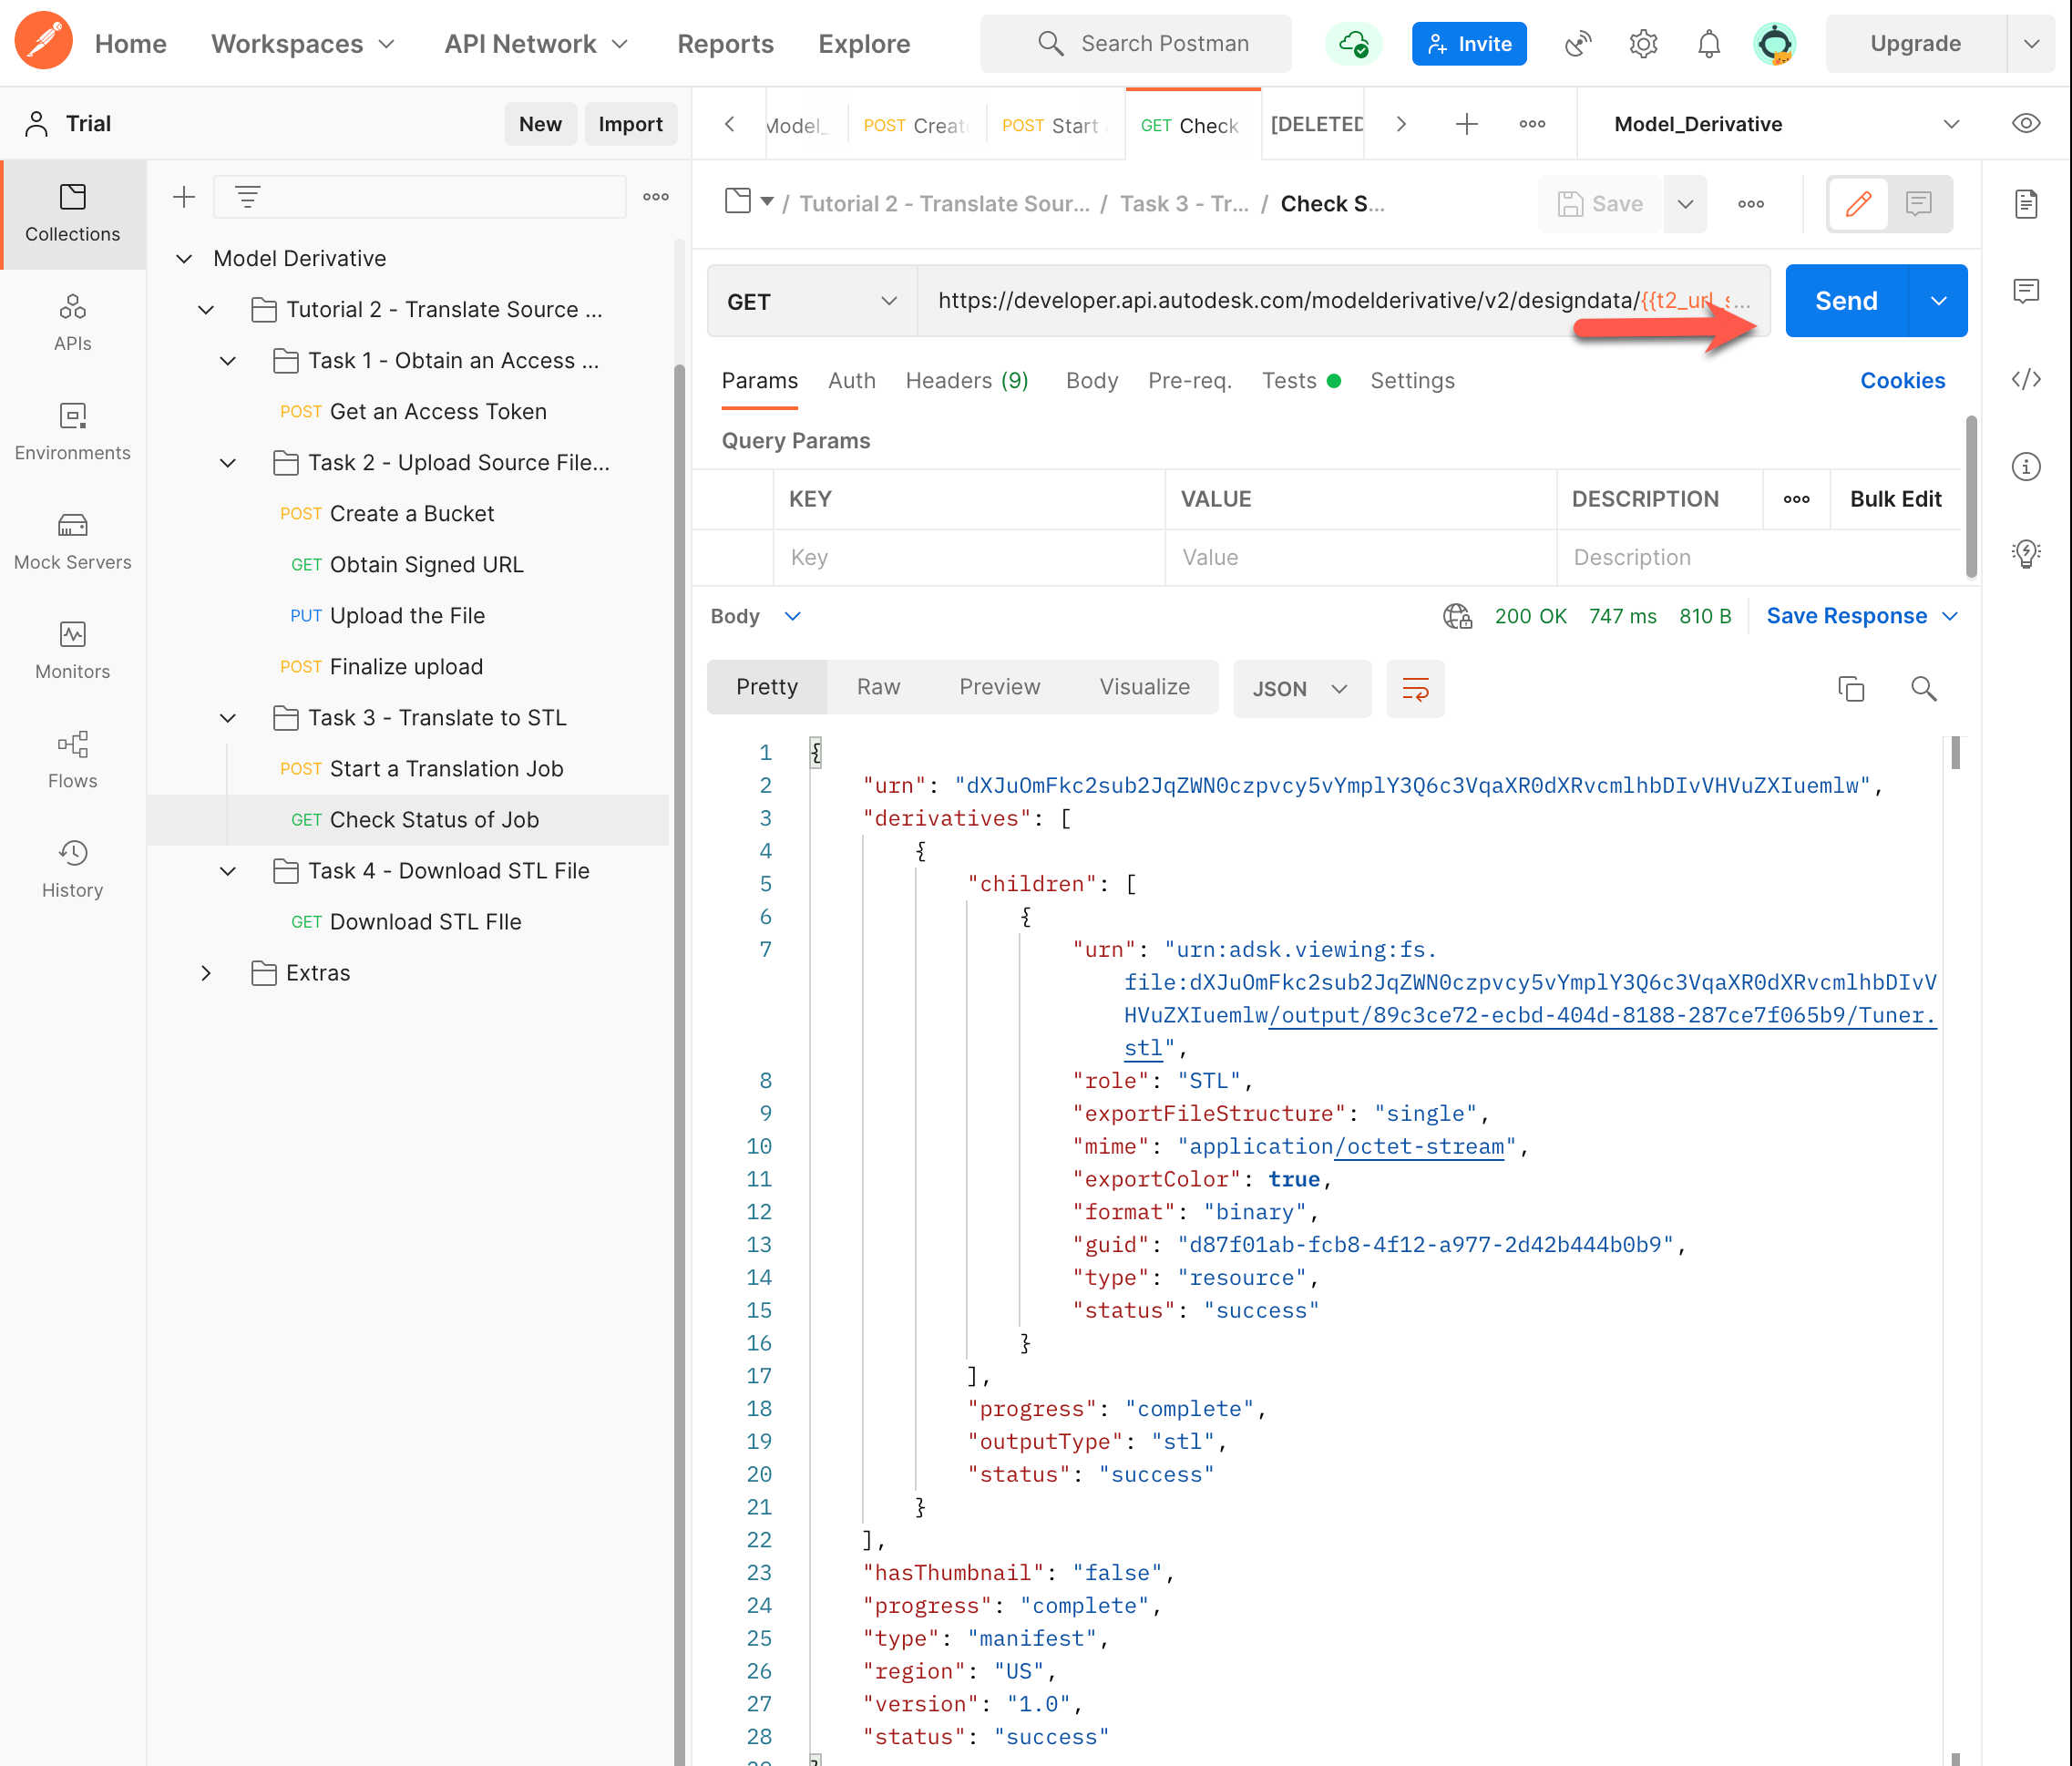 Home
Workspaces
API Network
Reports
Explore
Search Postman
Invite
Upgrade
Trial
New
Import
Model_
POST Creat
POST Start
GET Check
[DELETED
Model_Derivative
Collections
APIs
Environments
Mock Servers
Monitors
Flows
History
Model Derivative
Tutorial 2 - Translate Source ...
Task 1 - Obtain an Access ...
POST Get an Access Token
Task 2 - Upload Source File...
POST Create a Bucket
GET Obtain Signed URL
PUT Upload the File
POST Finalize upload
Task 3 - Translate to STL
POST Start a Translation Job
GET Check Status of Job
Task 4 - Download STL File
GET Download STL FIle
Extras
/ Tutorial 2 - Translate Sour... / Task 3 - Tr... / Check S...
Save
GET
https://developer.api.autodesk.com/modelderivative/v2/designdata/{{t2_url_s...
Send
Params
Auth
Headers (9)
Body
Pre-req.
Tests
Settings
Cookies
Query Params
KEY
VALUE
DESCRIPTION
Bulk Edit
Key
Value
Description
Body
200 OK
747 ms
810 B
Save Response
Pretty
Raw
Preview
Visualize
JSON
1 {
2 "urn": "dXJuOmFkc2sub2JqZWN0czpvcy5vYmplY3Q6c3VqaXR0dXRvcmlhbDIvVHVuZXIuemlw",
3 "derivatives": [
4 {
5 "children": [
6 {
7 "urn": "urn:adsk.viewing:fs.
file:dXJuOmFkc2sub2JqZWN0czpvcy5vYmplY3Q6c3VqaXR0dXRvcmlhbDIvV
HVuZXIuemlw/output/89c3ce72-ecbd-404d-8188-287ce7f065b9/Tuner.
stl",
8 "role": "STL",
9 "exportFileStructure": "single",
10 "mime": "application/octet-stream",
11 "exportColor": true,
12 "format": "binary",
13 "guid": "d87f01ab-fcb8-4f12-a977-2d42b444b0b9",
14 "type": "resource",
15 "status": "success"
16 }
17 ],
18 "progress": "complete",
19 "outputType": "stl",
20 "status": "success"
21 }
22 ],
23 "hasThumbnail": "false",
24 "progress": "complete",
25 "type": "manifest",
26 "region": "US",
27 "version": "1.0",
28 "status": "success"